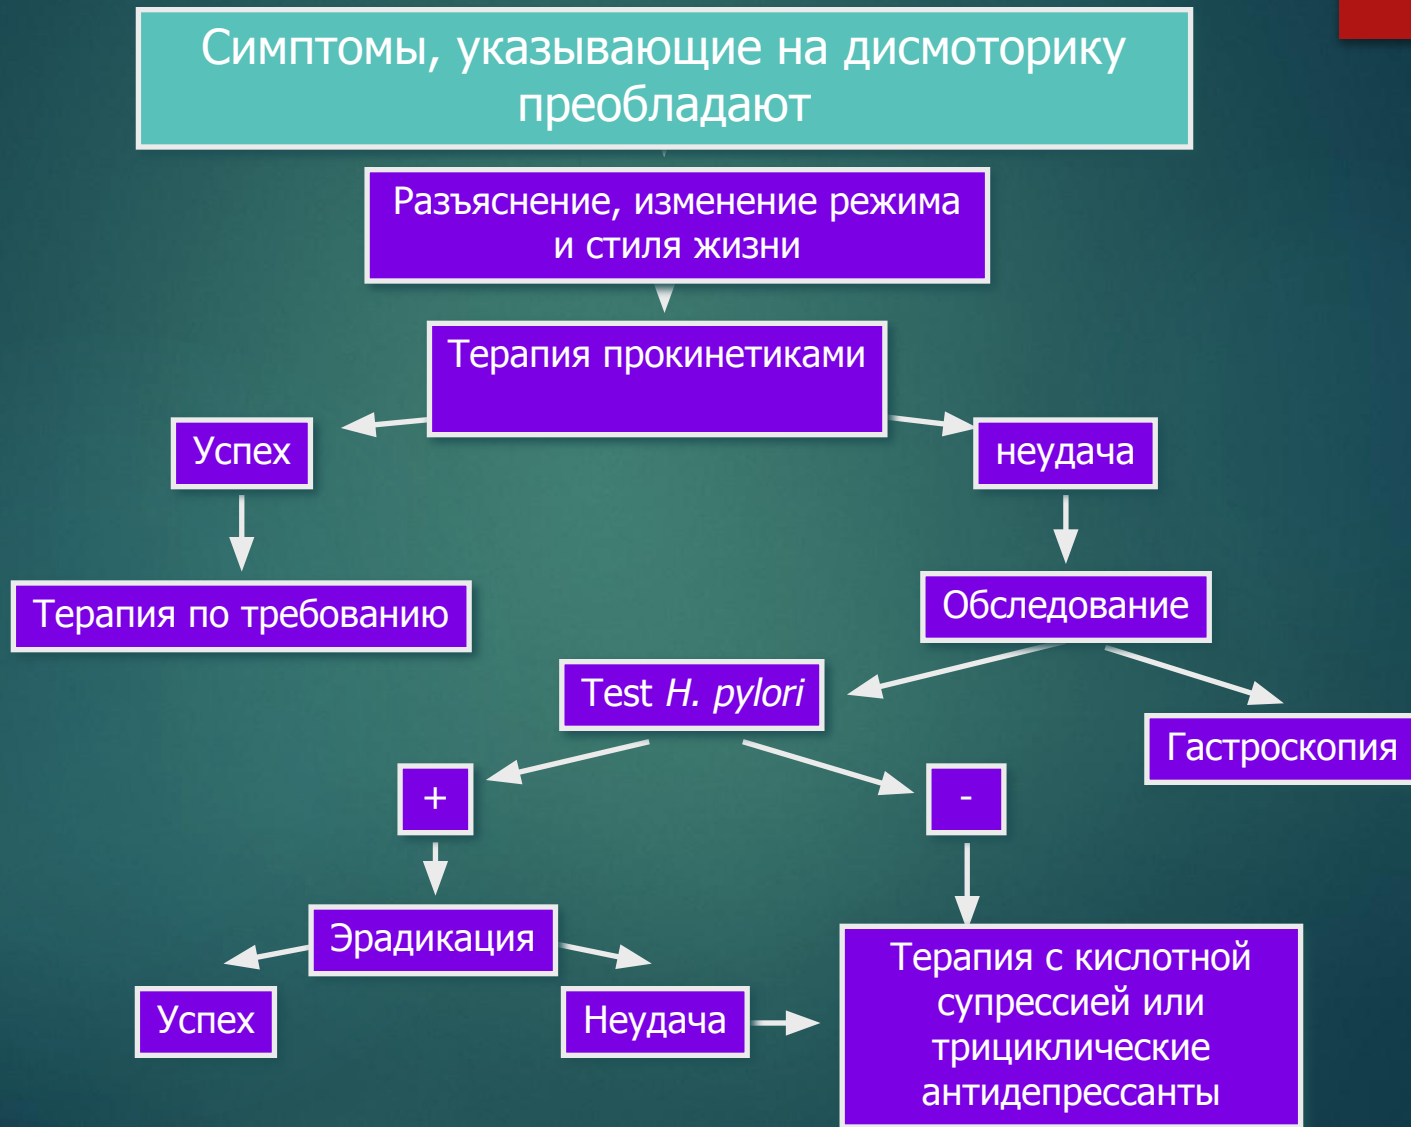 Симптомы, указывающие на дисмоторику
преобладают
Разъяснение, изменение режима
и стиля жизни
Терапия прокинетиками
Успех
неудача
Терапия по требованию
Обследование
Test H. pylori
Гастроскопия
+
-
Эрадикация
Успех
Неудача
Терапия с кислотной
супрессией или
трициклические
антидепрессанты